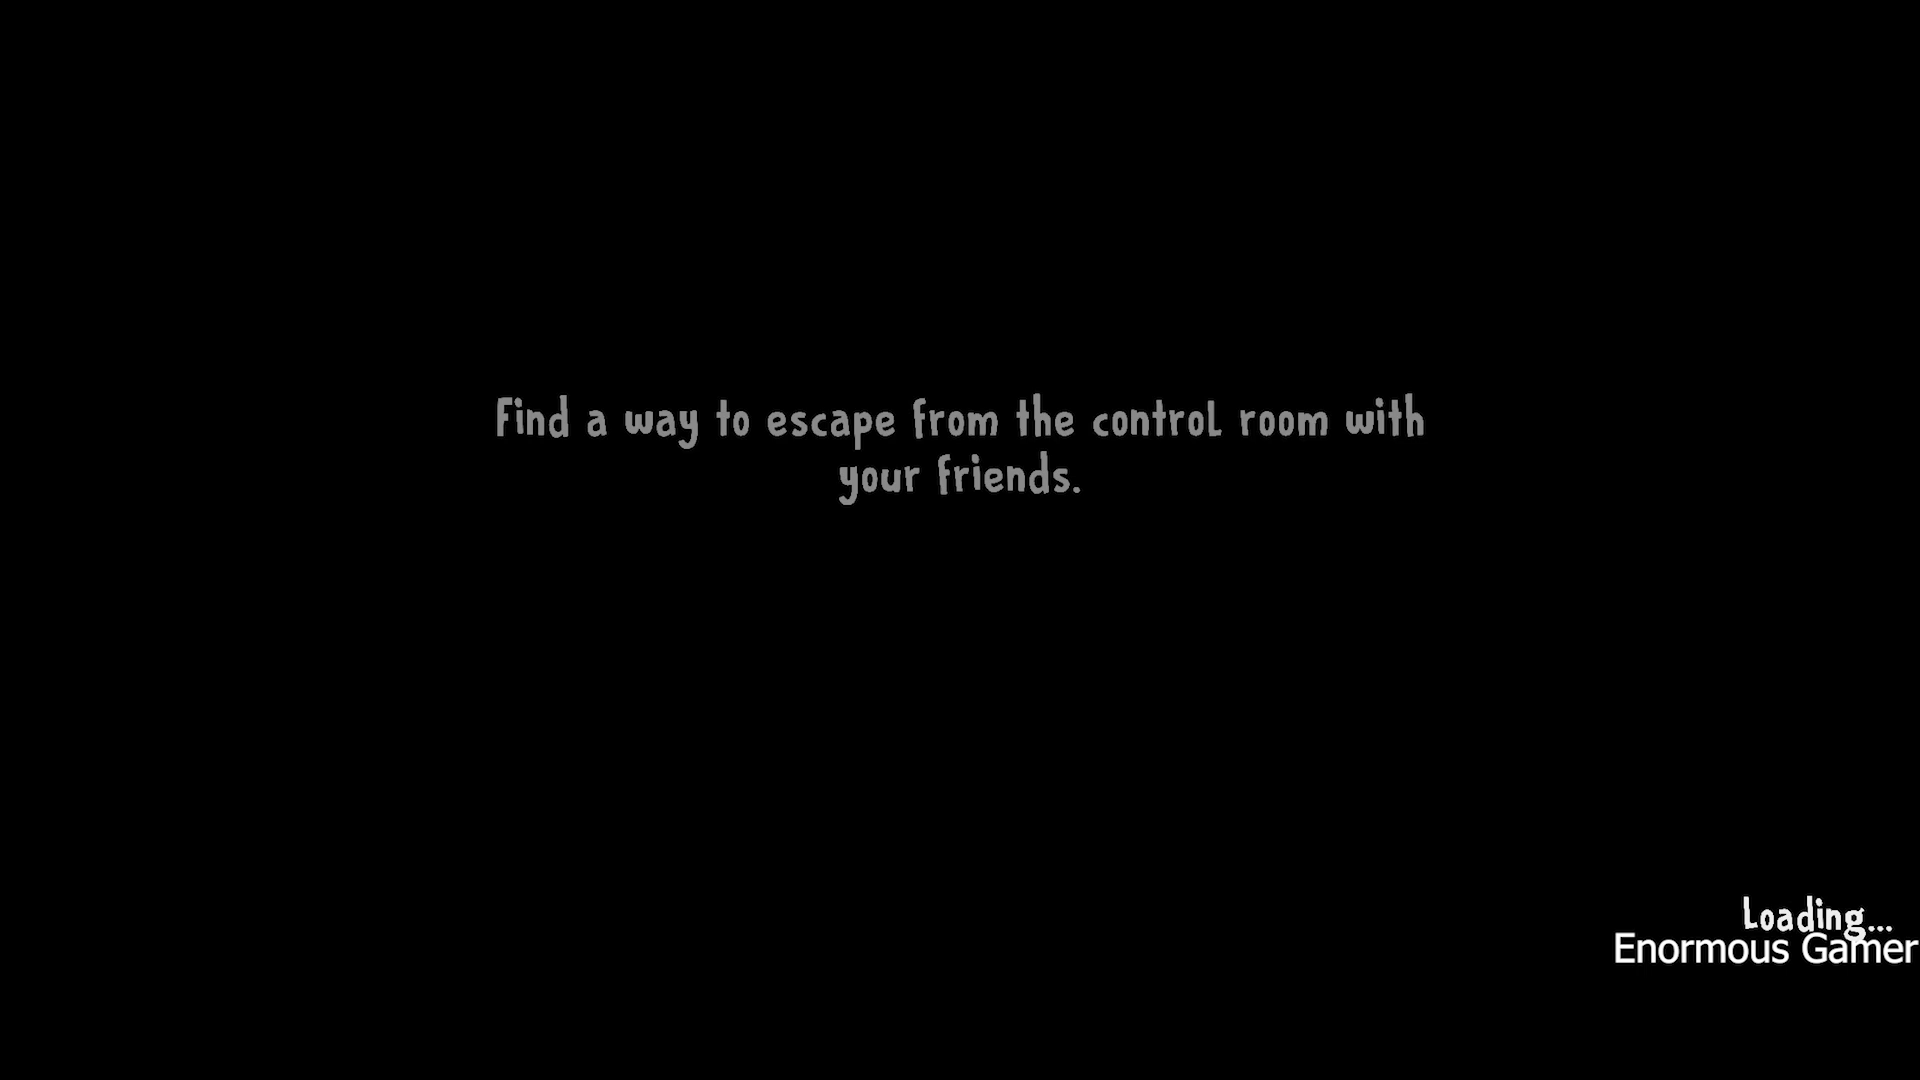 Find a way to escape from the control room with
your friends.
Loading...
Enormous Gamer